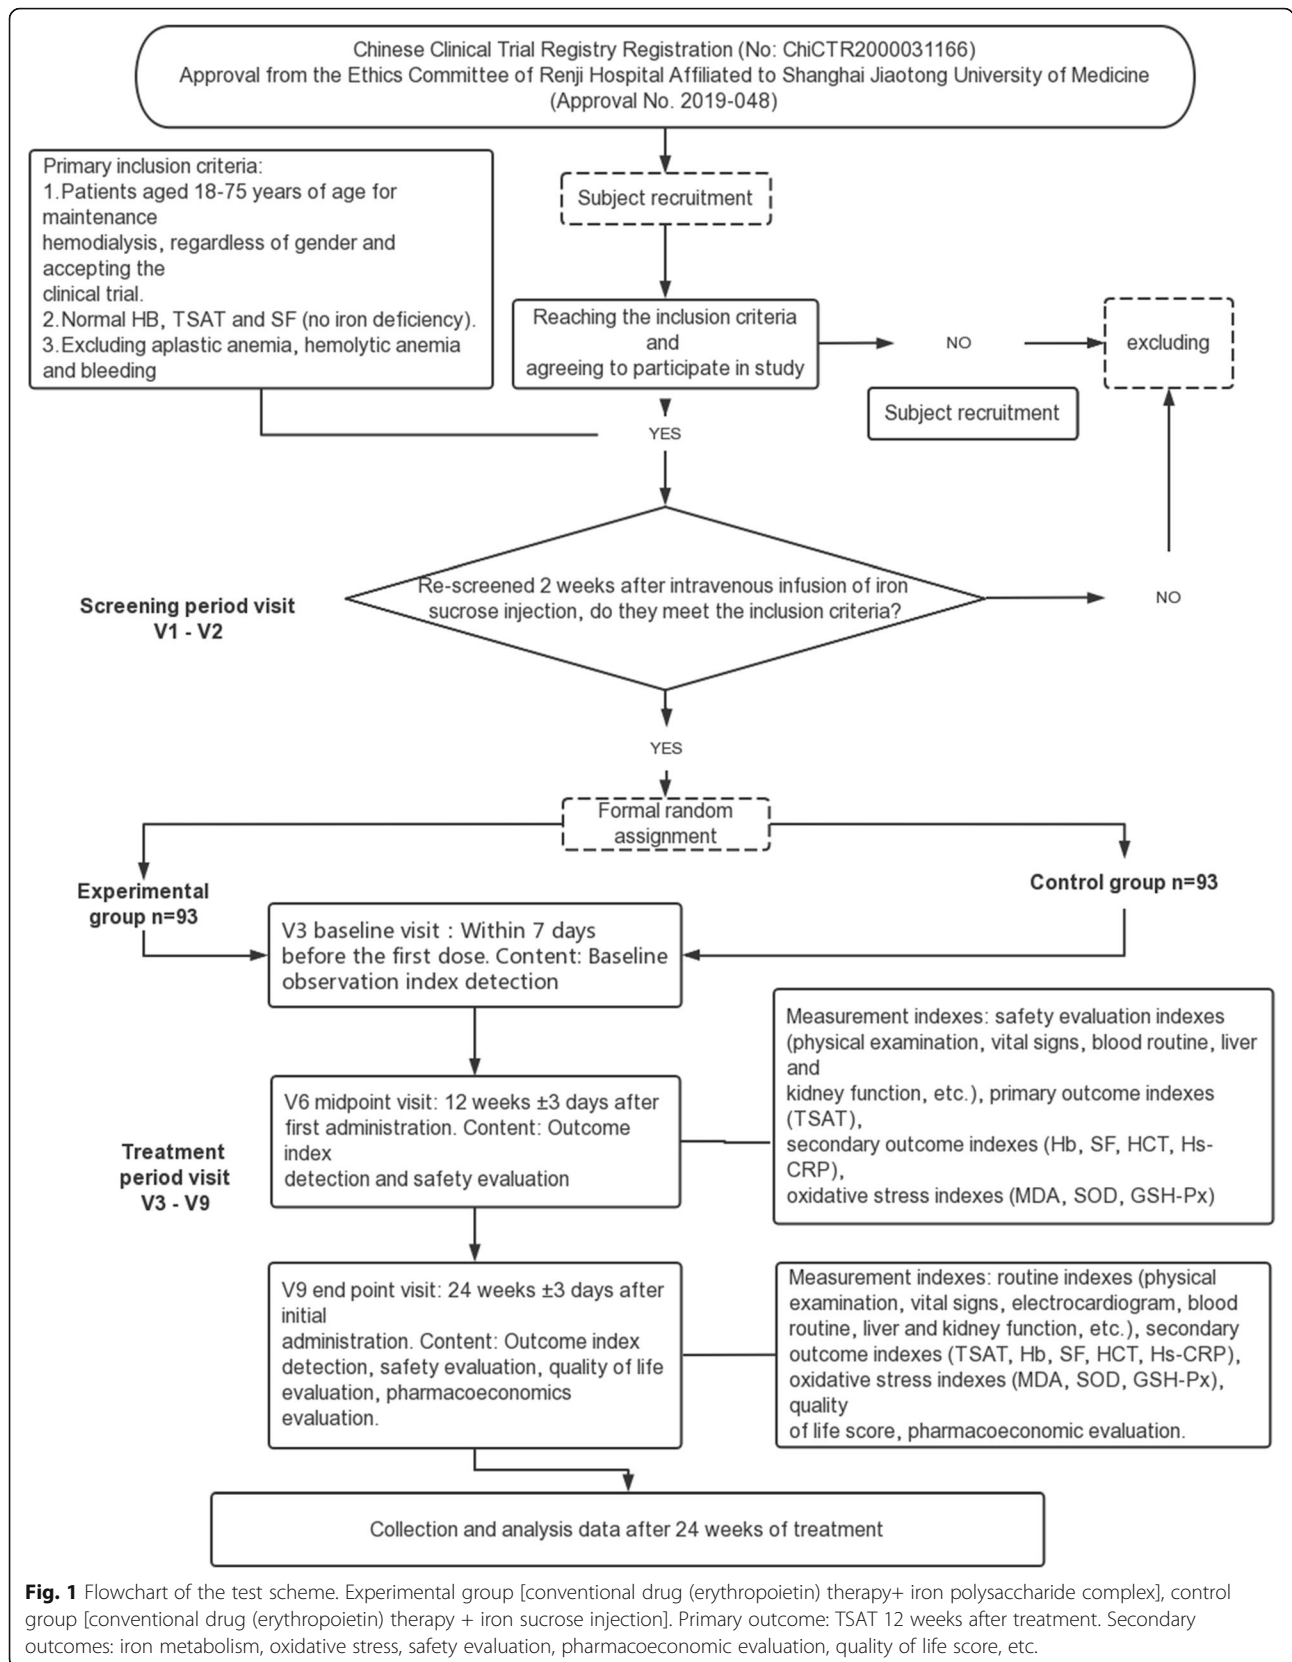 Chinese Clinical Trial Registry Registration (No: ChiCTR2000031166)
Approval from the Ethics Committee of Renji Hospital Affiliated to Shanghai Jiaotong University of Medicine
(Approval No. 2019-048)
Primary inclusion criteria:
1.Patients aged 18-75 years of age for
maintenance
hemodialysis, regardless of gender and
accepting the
clinical trial.
2.Normal HB, TSAT and SF (no iron deficiency).
3.Excluding aplastic anemia, hemolytic anemia
and bleeding
Subject recruitment
Reaching the inclusion criteria
and
agreeing to participate in study
NO
excluding
Subject recruitment
YES
Screening period visit
V1 - V2
Re-screened 2 weeks after intravenous infusion of iron
sucrose injection, do they meet the inclusion criteria?
NO
YES
Formal random
assignment
Experimental
group n=93
Control group n=93
V3 baseline visit : Within 7 days
before the first dose. Content: Baseline
observation index detection
Treatment
period visit
V3 - V9
V6 midpoint visit: 12 weeks ±3 days after
first administration. Content: Outcome
index
detection and safety evaluation
Measurement indexes: safety evaluation indexes
(physical examination, vital signs, blood routine, liver
and
kidney function, etc.), primary outcome indexes
(TSAT),
secondary outcome indexes (Hb, SF, HCT, Hs-
CRP),
oxidative stress indexes (MDA, SOD, GSH-Px)
V9 end point visit: 24 weeks ±3 days after
initial
administration. Content: Outcome index
detection, safety evaluation, quality of life
evaluation, pharmacoeconomics
evaluation.
Measurement indexes: routine indexes (physical
examination, vital signs, electrocardiogram, blood
routine, liver and kidney function, etc.), secondary
outcome indexes (TSAT, Hb, SF, HCT, Hs-CRP),
oxidative stress indexes (MDA, SOD, GSH-Px),
quality
of life score, pharmacoeconomic evaluation.
Collection and analysis data after 24 weeks of treatment
Fig. 1 Flowchart of the test scheme. Experimental group [conventional drug (erythropoietin) therapy+ iron polysaccharide complex], control
group [conventional drug (erythropoietin) therapy + iron sucrose injection]. Primary outcome: TSAT 12 weeks after treatment. Secondary
outcomes: iron metabolism, oxidative stress, safety evaluation, pharmacoeconomic evaluation, quality of life score, etc.